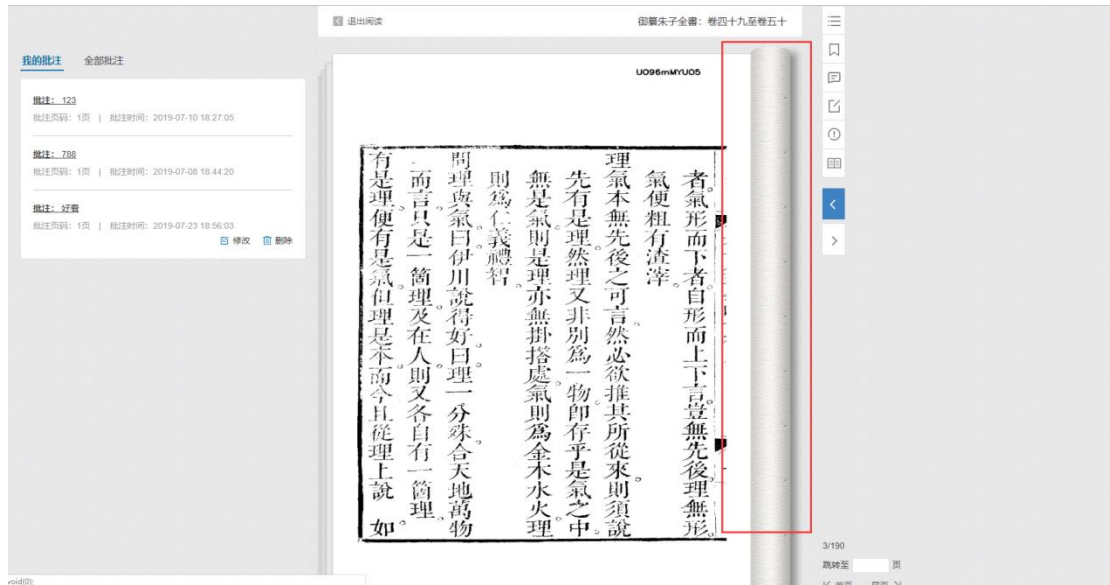 退出阅读
御纂朱子全書：卷四十九至卷五十
我的批注 全部批注
批注： 123
批注页码：1页 | 批注时间：2019-07-10 18:27:05
批注： 788
批注页码：1页 | 批注时间：2019-07-08 18:44:20
批注： 好看
批注页码：1页 | 批注时间：2019-07-23 18:56:03
修改 删除
UO96mMYUO5
者。氣形而下者。自形而上下言。豈無先後。理無形。
氣便粗有渣滓。
理氣本無先後之可言。然必欲推其所從來。則須說
先有是理。然理又非別爲一物。即存乎是氣之中。
無是氣。則是理亦無掛搭處。氣則爲金木水火。理
則爲仁義禮智。
問理與氣。曰。伊川說得好。曰。理一分殊。合天地萬物
而言。只是一箇理。及在人。則又各自有一箇理。
有是理。便有是氣。但理是本。而今且從理上說 如。
3/190
跳转至 页
首页 尾页
void(0);